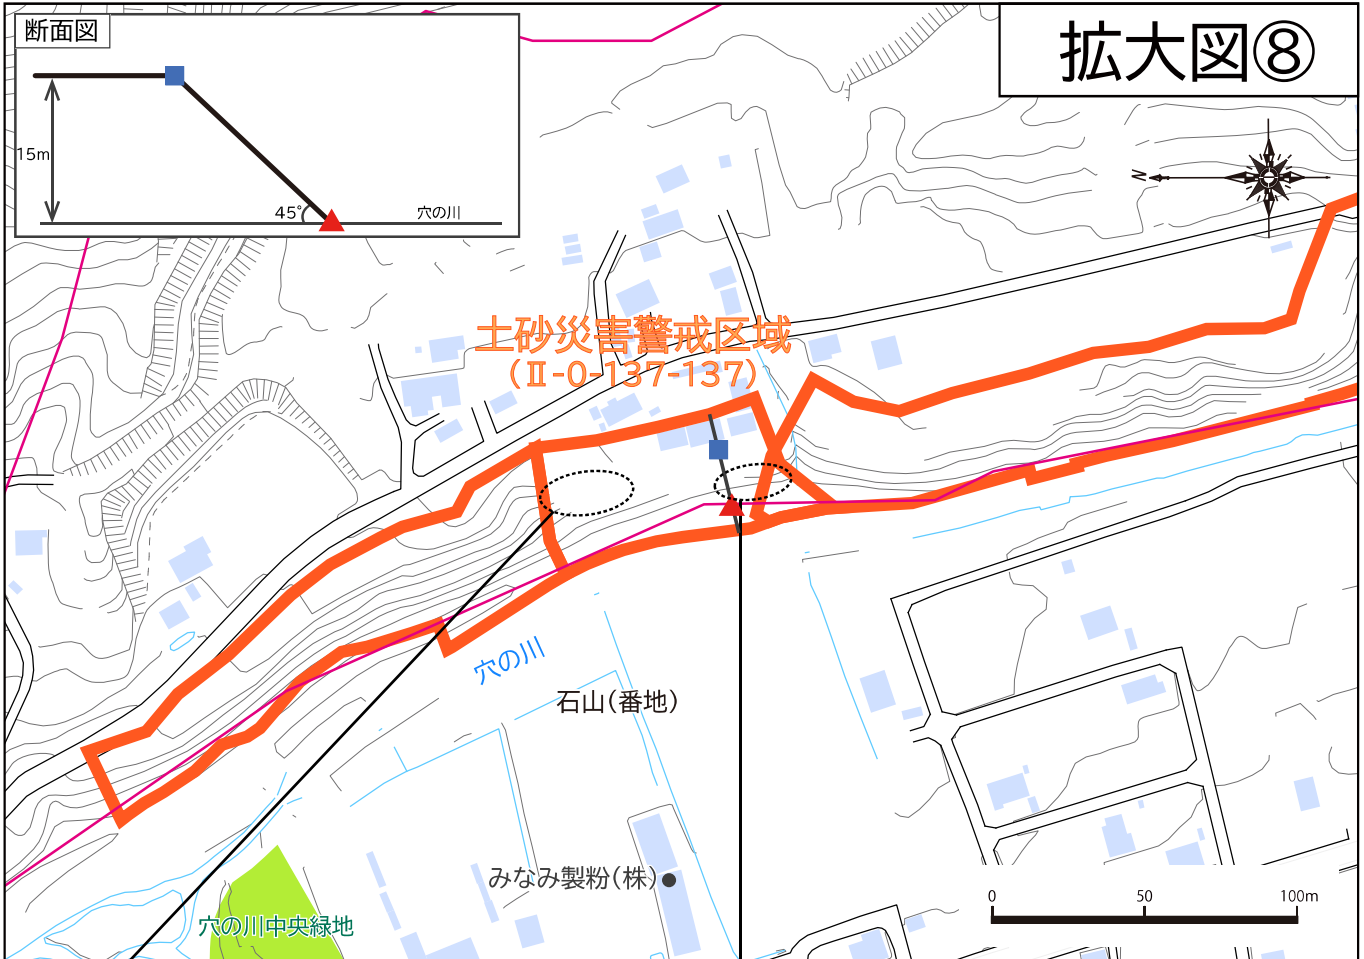 断面図
拡大図⑧
15m
45°
穴の川
N
土砂災害警戒区域
(Ⅱ-0-137-137)
穴の川
石山(番地)
みなみ製粉(株)
穴の川中央緑地
0 50 100m